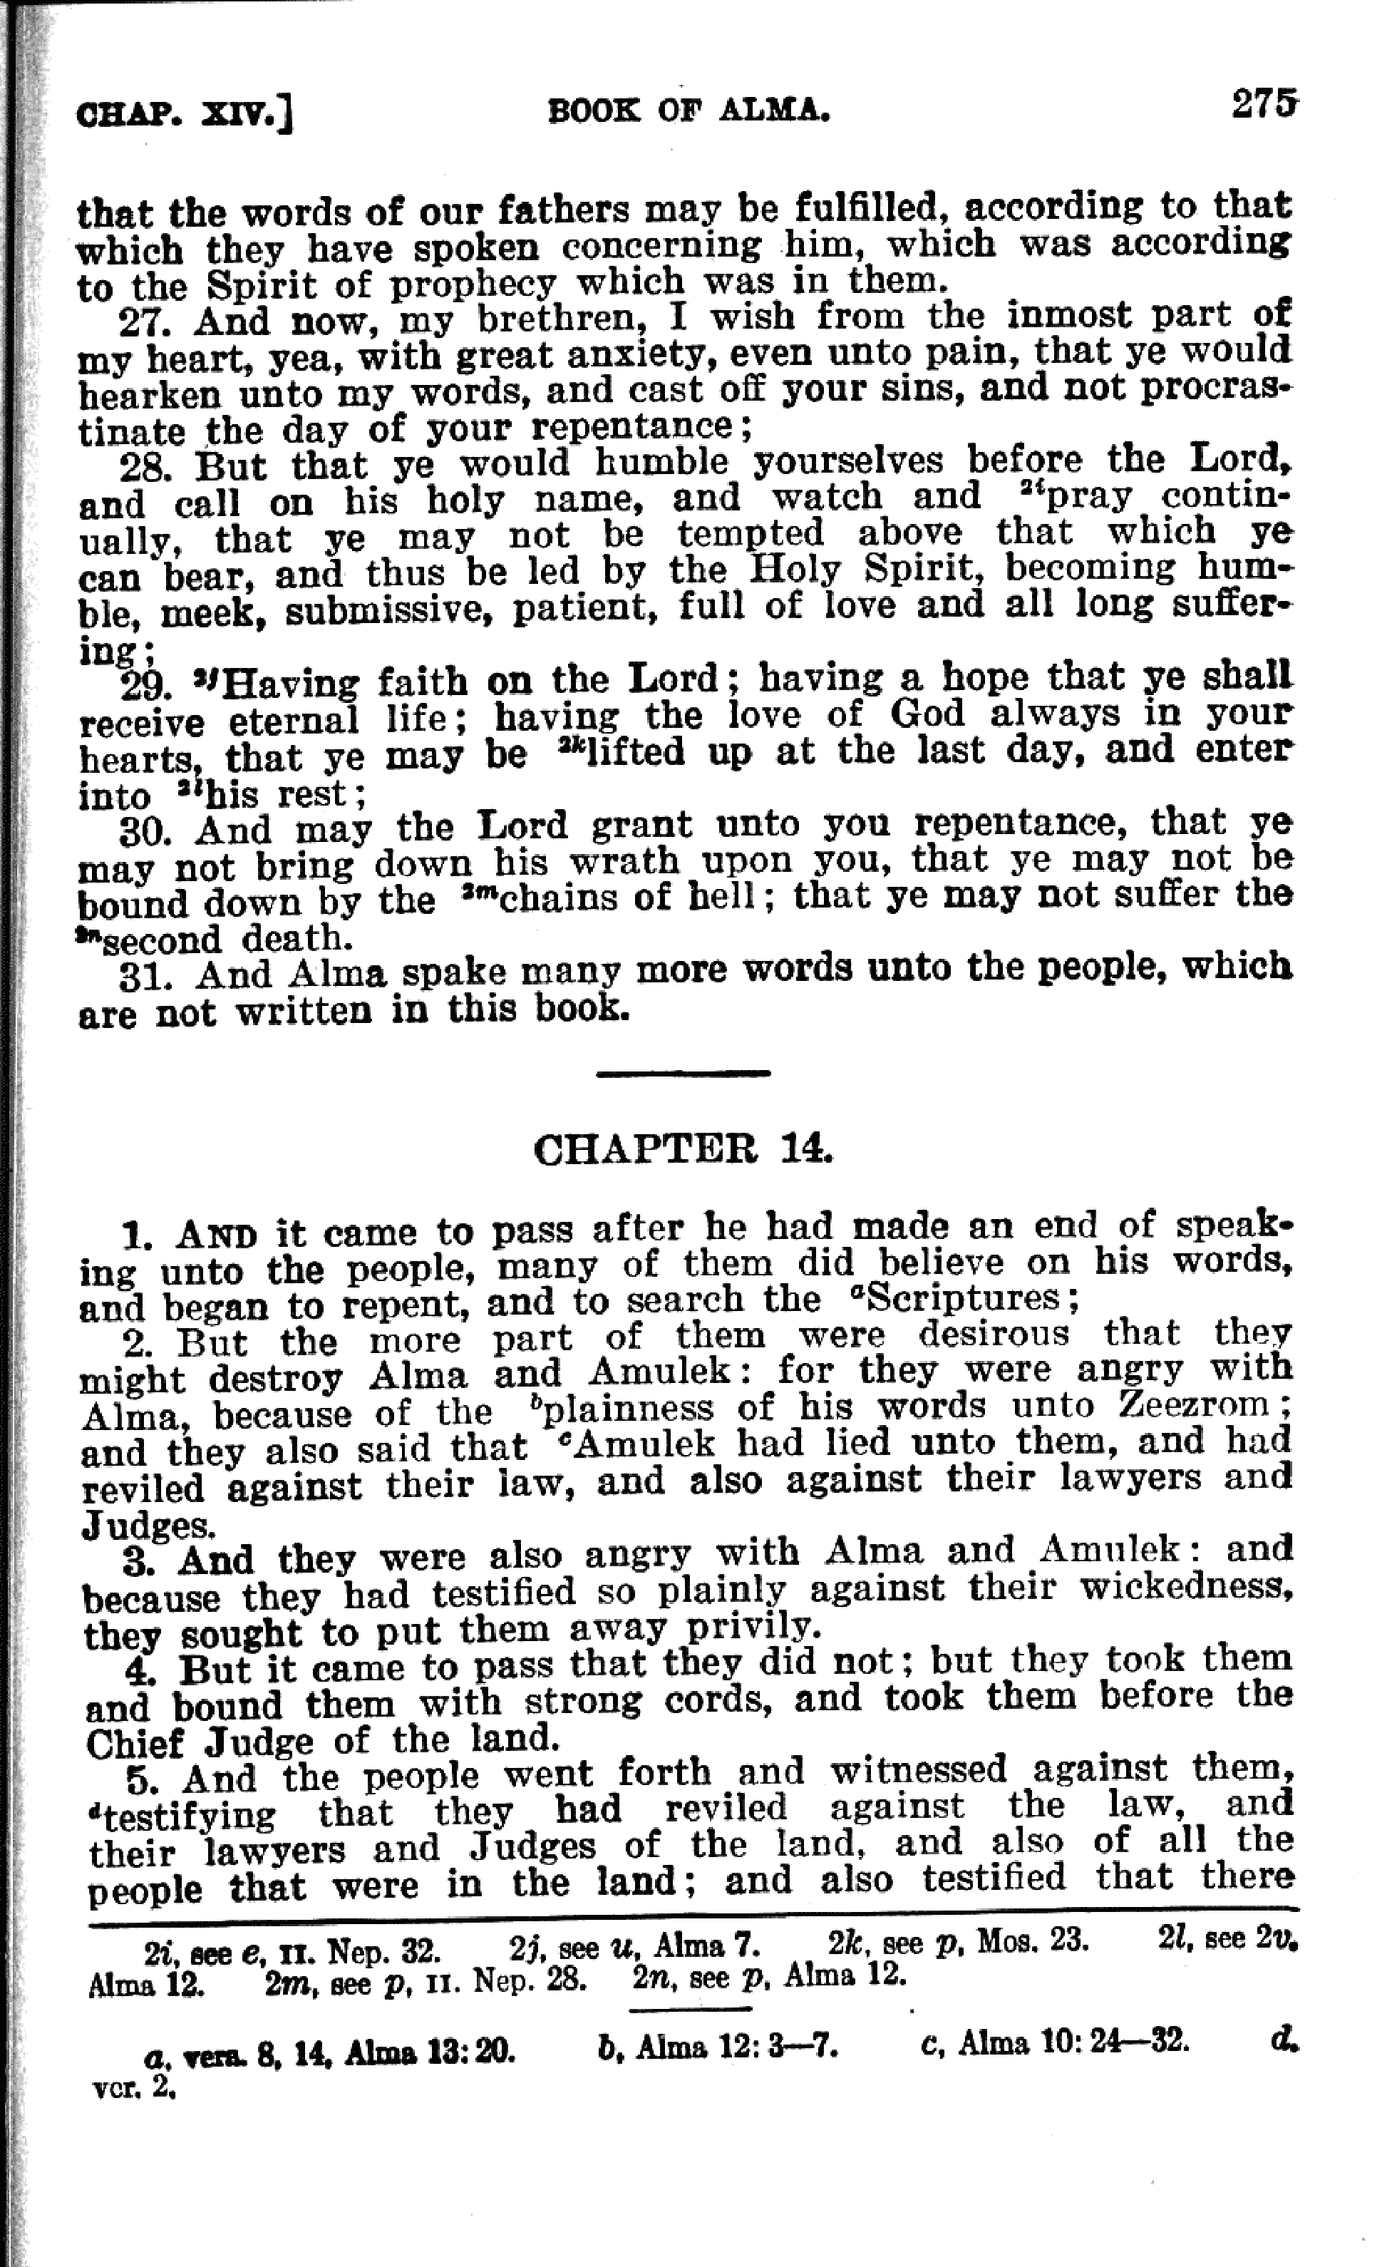 CHAP. XIV.] BOOK OF ALMA. 275
that the words of our fathers may be fulfilled, according to that
which they have spoken concerning him, which was according
to the Spirit of prophecy which was in them.
27. And now, my brethren, I wish from the inmost part of
my heart, yea, with great anxiety, even unto pain, that ye would
hearken unto my words, and cast off your sins, and not procras-
tinate the day of your repentance;
28. But that ye would humble yourselves before the Lord,
and call on his holy name, and watch and 2ipray contin-
ually, that ye may not be tempted above that which ye
can bear, and thus be led by the Holy Spirit, becoming hum-
ble, meek, submissive, patient, full of love and all long suffer-
ing;
29. 2jHaving faith on the Lord; having a hope that ye shall
receive eternal life; having the love of God always in your
hearts, that ye may be 2klifted up at the last day, and enter
into 2lhis rest;
30. And may the Lord grant unto you repentance, that ye
may not bring down his wrath upon you, that ye may not be
bound down by the 2mchains of hell; that ye may not suffer the
2nsecond death.
31. And Alma spake many more words unto the people, which
are not written in this book.
CHAPTER 14.
1. AND it came to pass after he had made an end of speak-
ing unto the people, many of them did believe on his words,
and began to repent, and to search the aScriptures;
2. But the more part of them were desirous that they
might destroy Alma and Amulek: for they were angry with
Alma, because of the bplainness of his words unto Zeezrom;
and they also said that cAmulek had lied unto them, and had
reviled against their law, and also against their lawyers and
Judges.
3. And they were also angry with Alma and Amulek: and
because they had testified so plainly against their wickedness,
they sought to put them away privily.
4. But it came to pass that they did not; but they took them
and bound them with strong cords, and took them before the
Chief Judge of the land.
5. And the people went forth and witnessed against them,
dtestifying that they had reviled against the law, and
their lawyers and Judges of the land, and also of all the
people that were in the land; and also testified that there
2i, see e, II. Nep. 32. 2j, see u, Alma 7. 2k, see p, Mos. 23. 2l, see 2v,
Alma 12. 2m, see p, II. Nep. 28. 2n, see p, Alma 12.
a, vers. 8, 14, Alma 13:20. b, Alma 12: 3—7. c, Alma 10: 24—32. d,
ver. 2.